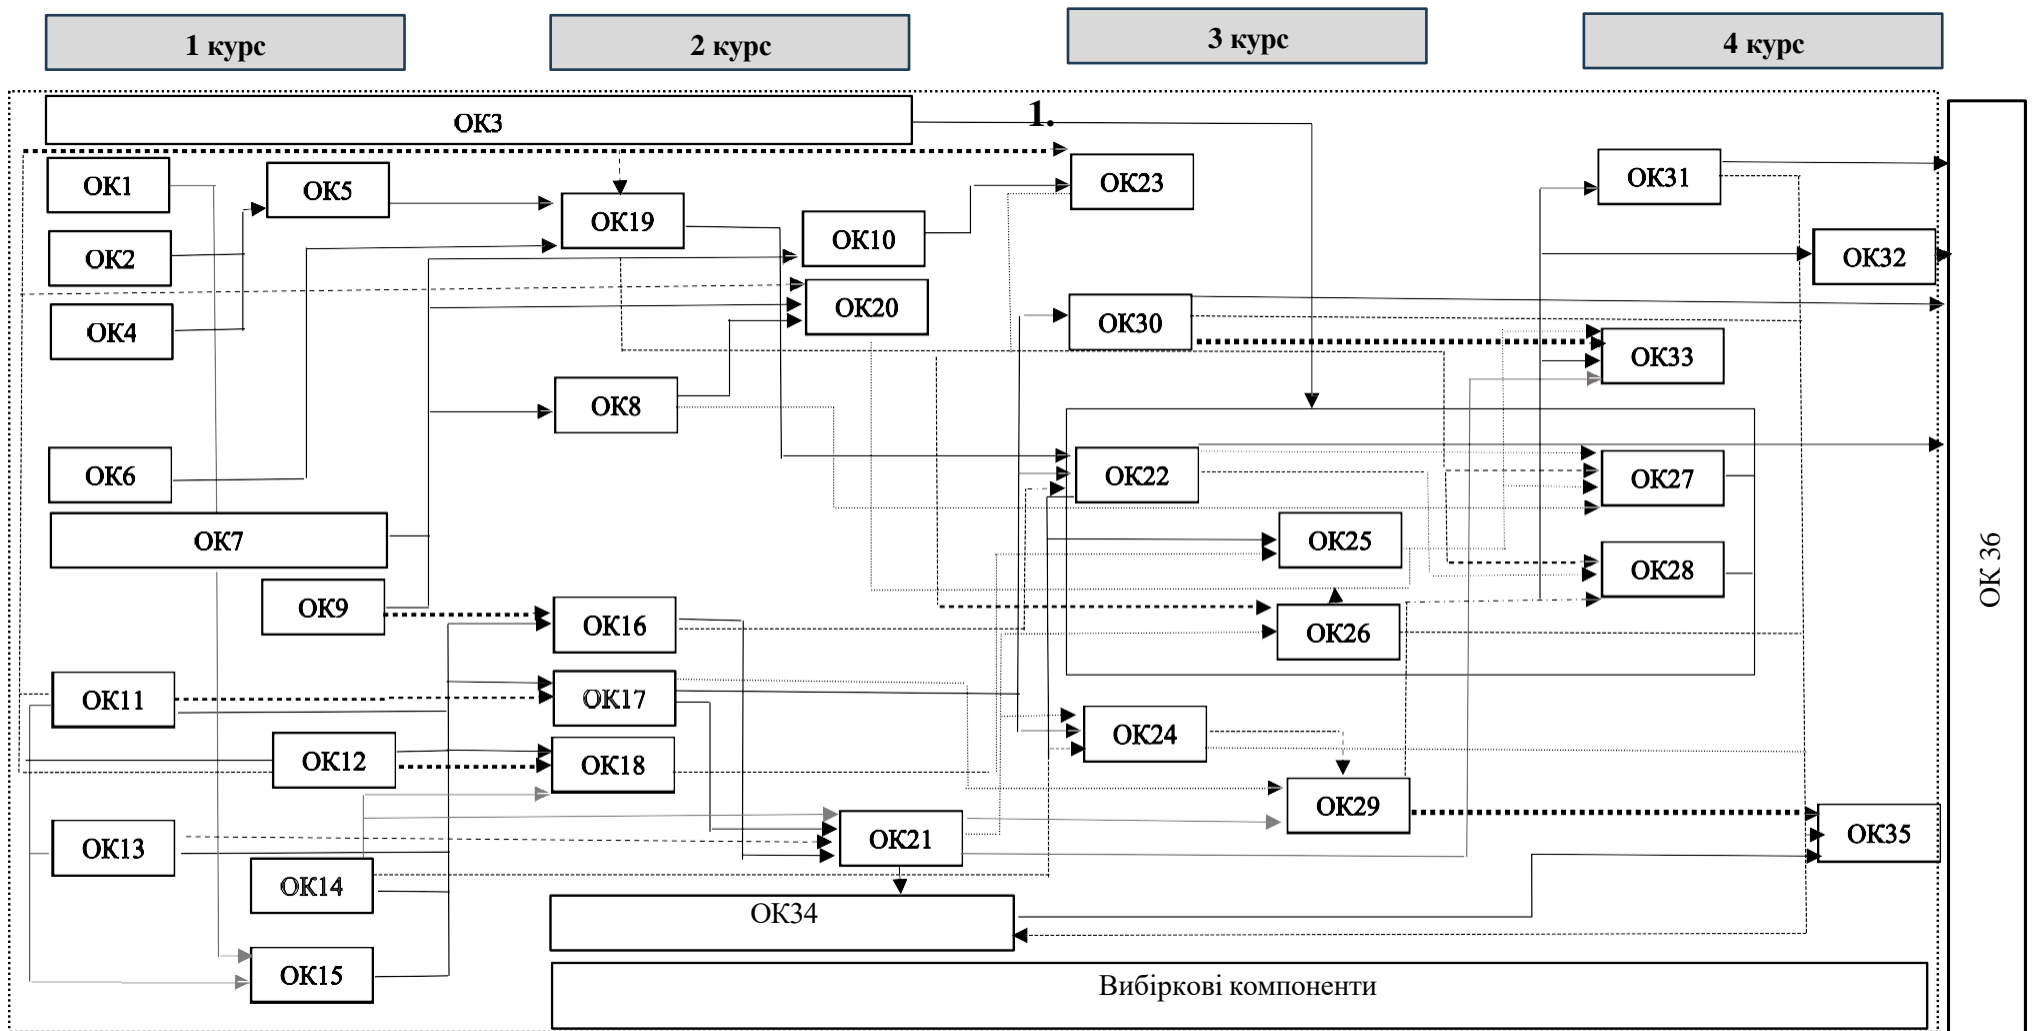 1 курс
2 курс
3 курс
4 курс
ОК3
1.
ОК1
ОК5
ОК23
ОК31
ОК19
ОК10
ОК2
ОК32
ОК20
ОК4
ОК30
ОК33
ОК8
ОК6
ОК22
ОК27
ОК7
ОК25
ОК28
ОК 36
ОК9
ОК16
ОК26
ОК11
ОК17
ОК24
ОК12
ОК18
ОК29
ОК13
ОК21
ОК35
ОК14
ОК34
ОК15
Вибіркові компоненти